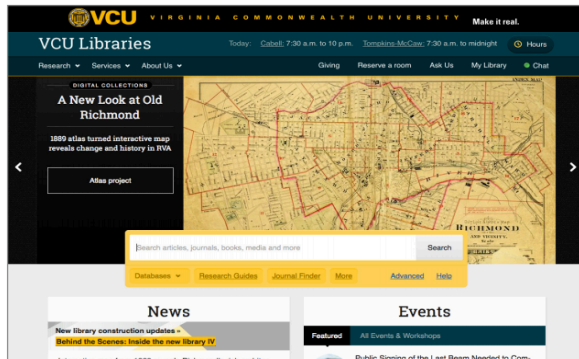 VCU VIRGINIA COMMONWEALTH UNIVERSITY Make it real.
VCU Libraries
Today: Cabell: 7:30 a.m. to 10 p.m. Tompkins-McCaw: 7:30 a.m. to midnight Hours
Research Services About Us Giving Reserve a room Ask Us My Library Chat
DIGITAL COLLECTIONS
A New Look at Old
Richmond
1889 atlas turned interactive map
reveals change and history in RVA
Atlas project
INDEX MAP
RICHMOND
Search articles, journals, books, media and more Search
Databases Research Guides Journal Finder More Advanced Help
News
New library construction updates -
Behind the Scenes: Inside the new library IV
Events
Featured All Events & Workshops
Public Signing of the Last Beam Needed to Com-